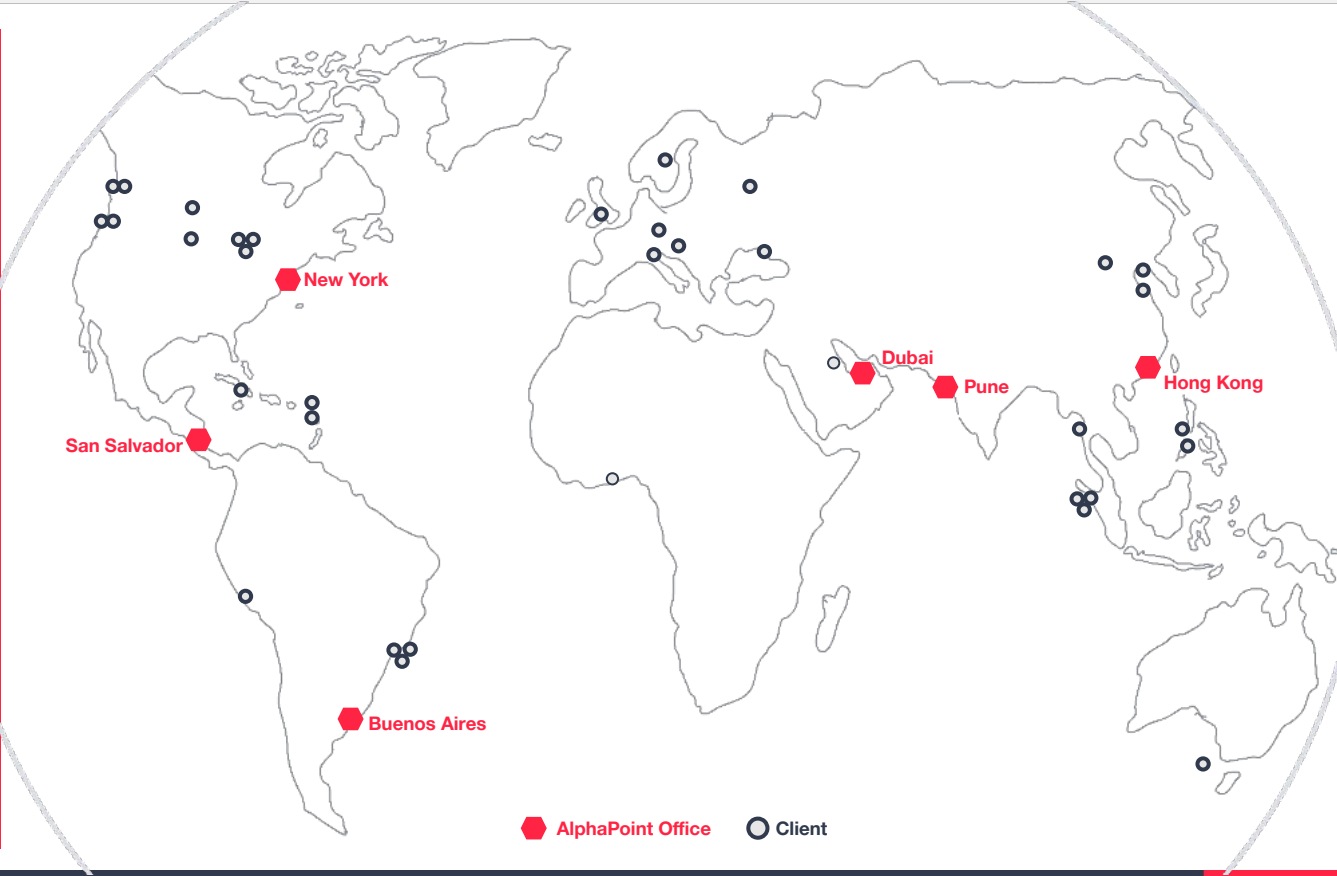 New York
Dubai
Pune
Hong Kong
San Salvador
Buenos Aires
AlphaPoint Office
Client